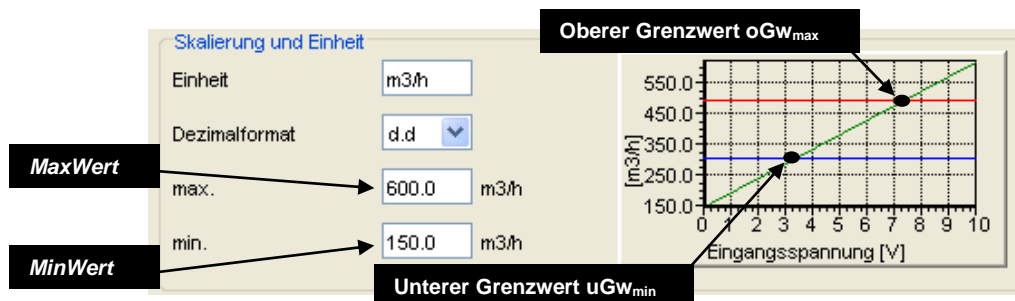 Oberer Grenzwert oGwmax
Skalierung und Einheit
Einheit
m3/h
Dezimalformat
d.d
MaxWert
max.
600.0
m3/h
MinWert
min.
150.0
m3/h
550.0
450.0
350.0
250.0
150.0
[m3/h]
0 1 2 3 4 5 6 7 8 9 10
Eingangsspannung [V]
Unterer Grenzwert uGwmin